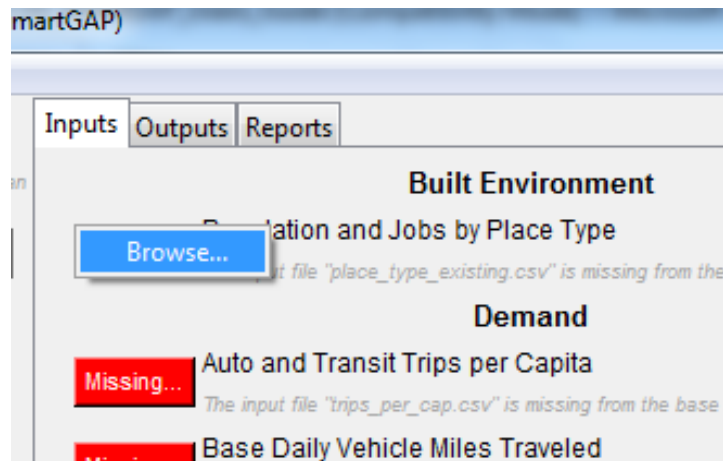 martGAP)
Inputs Outputs Reports
Built Environment
ation and Jobs by Place Type
Browse...
ut file "place_type_existing.csv" is missing from the
Demand
Auto and Transit Trips per Capita
Missing...
The input file "trips_per_cap.csv" is missing from the base
Base Daily Vehicle Miles Traveled